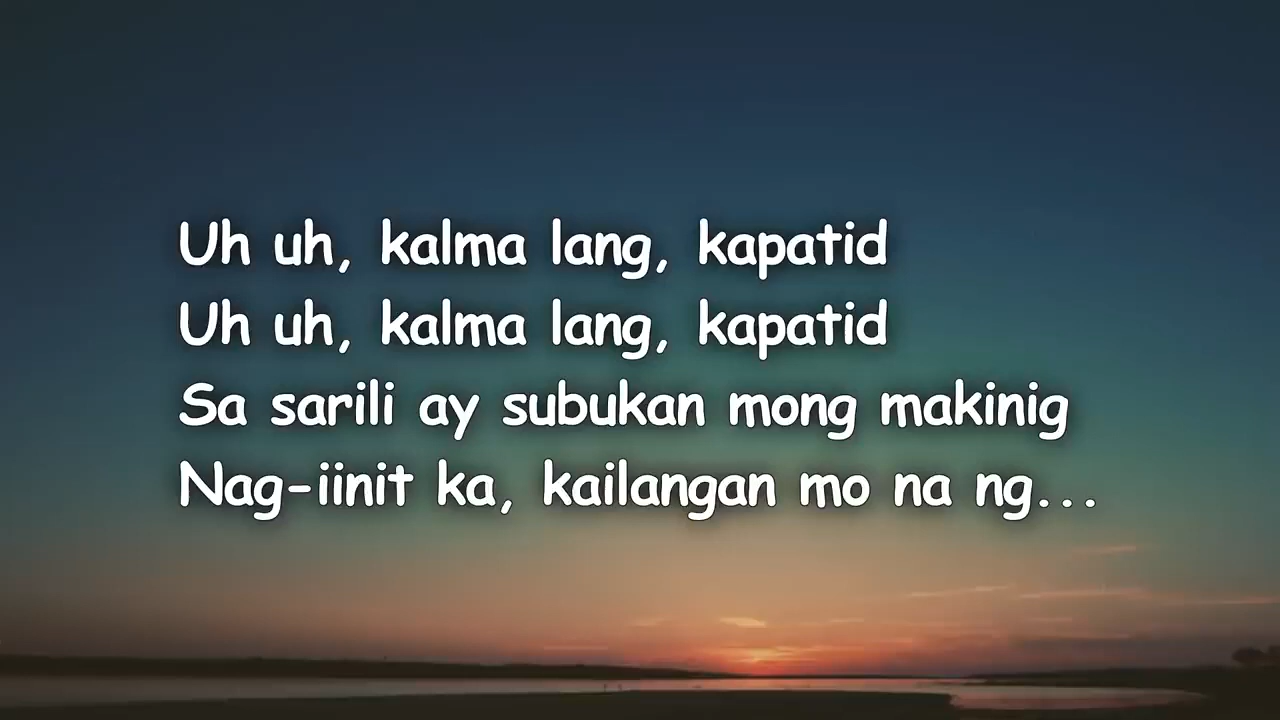 Uh uh, kalma lang, kapatid
Uh uh, kalma lang, kapatid
Sa sarili ay subukan mong makinig
Nag-iinit ka, kailangan mo na ng...